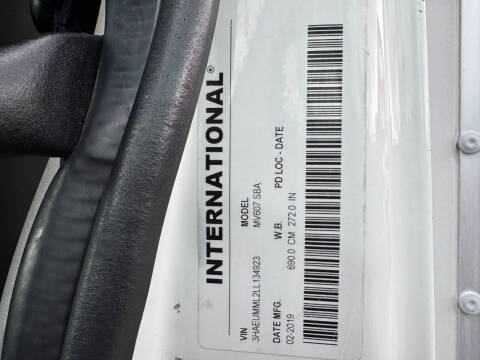 INTERNATIONAL®
VIN MODEL
3HAEUMML2LL134923 MV607 SBA
DATE MFG. W.B. PD LOC - DATE
02-2019 690.0 CM 272.0 IN